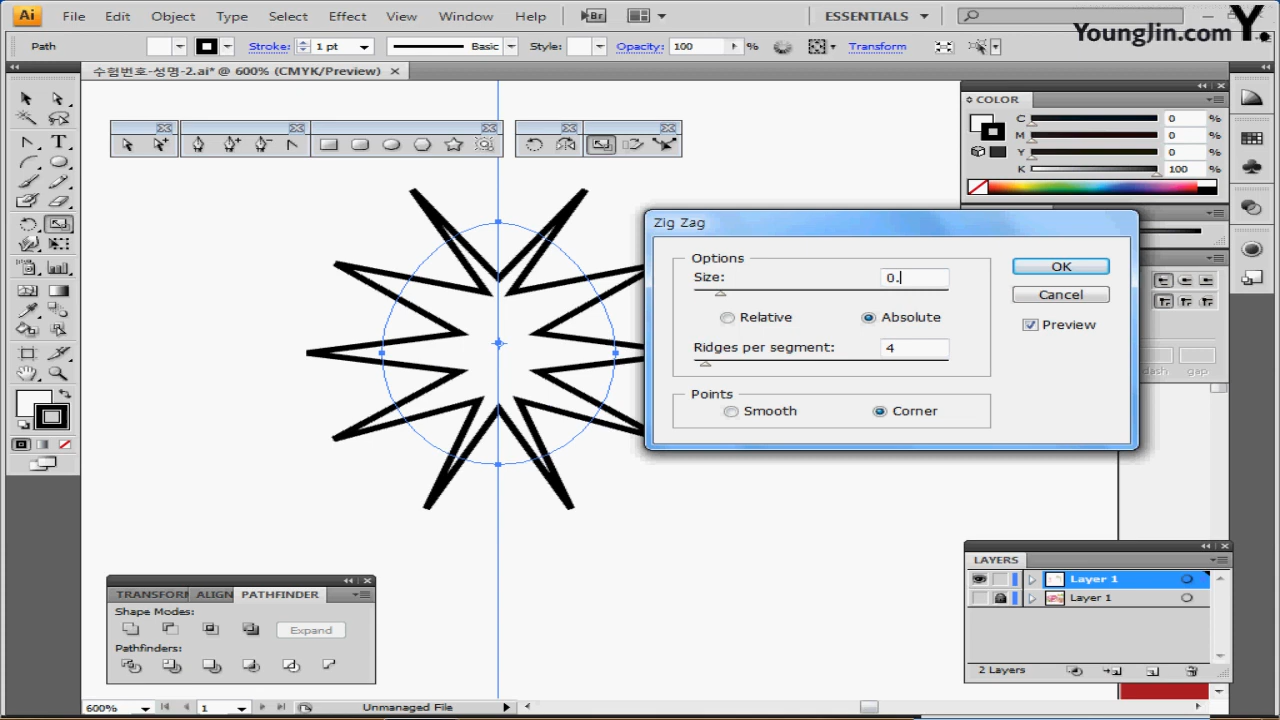 Ai File Edit Object Type Select Effect View Window Help Br ESSENTIALS
YoungJin.com Y.
Path Stroke: 1 pt Basic Style: Opacity: 100 % Transform
수험번호-성명-2.ai* @ 600% (CMYK/Preview)
COLOR
C 0 %
M 0 %
Y 0 %
K 100 %
Zig Zag
Options
Size: 0.
OK
Relative Absolute
Cancel
Preview
Ridges per segment: 4
dash gap
Points
Smooth Corner
LAYERS
Layer 1
Layer 1
2 Layers
TRANSFORM ALIGN PATHFINDER
Shape Modes:
Expand
Pathfinders:
600% 1 Unmanaged File